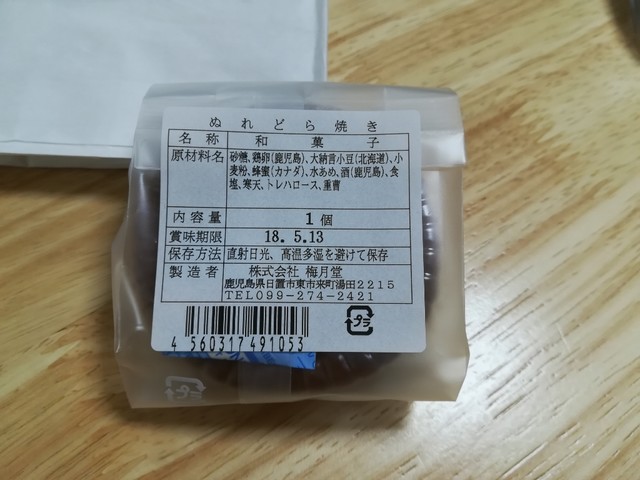 ぬれどら焼き
名称 和菓子
原材料名 砂糖、鶏卵(鹿児島)、大納言小豆(北海道)、小
麦粉、蜂蜜(カナダ)、水あめ、酒(鹿児島)、食
塩、寒天、トレハロース、重曹
内容量 1個
賞味期限 18.5.13
保存方法 直射日光、高温多湿を避けて保存
製造者 株式会社 梅月堂
鹿児島県日置市東市来町湯田2215
TEL099-274-2421
4 560317 491053
プラ
プラ